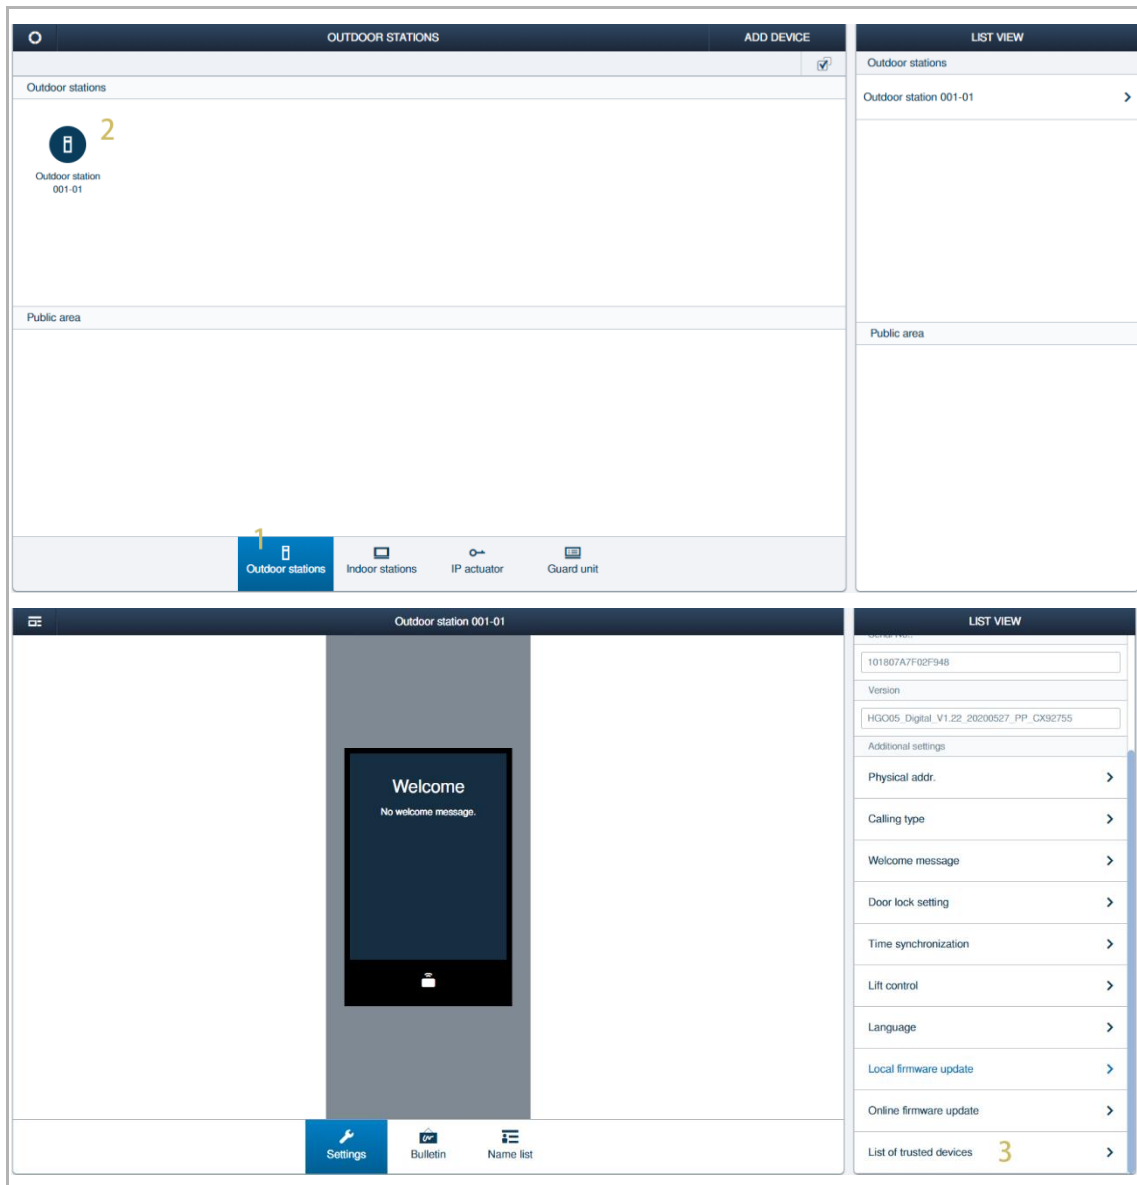 OUTDOOR STATIONS
ADD DEVICE
Outdoor stations
2
Outdoor station
001-01
Public area
1
Outdoor stations
Indoor stations
IP actuator
Guard unit
LIST VIEW
Outdoor stations
Outdoor station 001-01
Public area
Outdoor station 001-01
Welcome
No welcome message.
Settings
Bulletin
Name list
LIST VIEW
Serial No.:
101807A7F02F948
Version
HGO05_Digital_V1.22_20200527_PP_CX92755
Additional settings
Physical addr.
Calling type
Welcome message
Door lock setting
Time synchronization
Lift control
Language
Local firmware update
Online firmware update
List of trusted devices
3